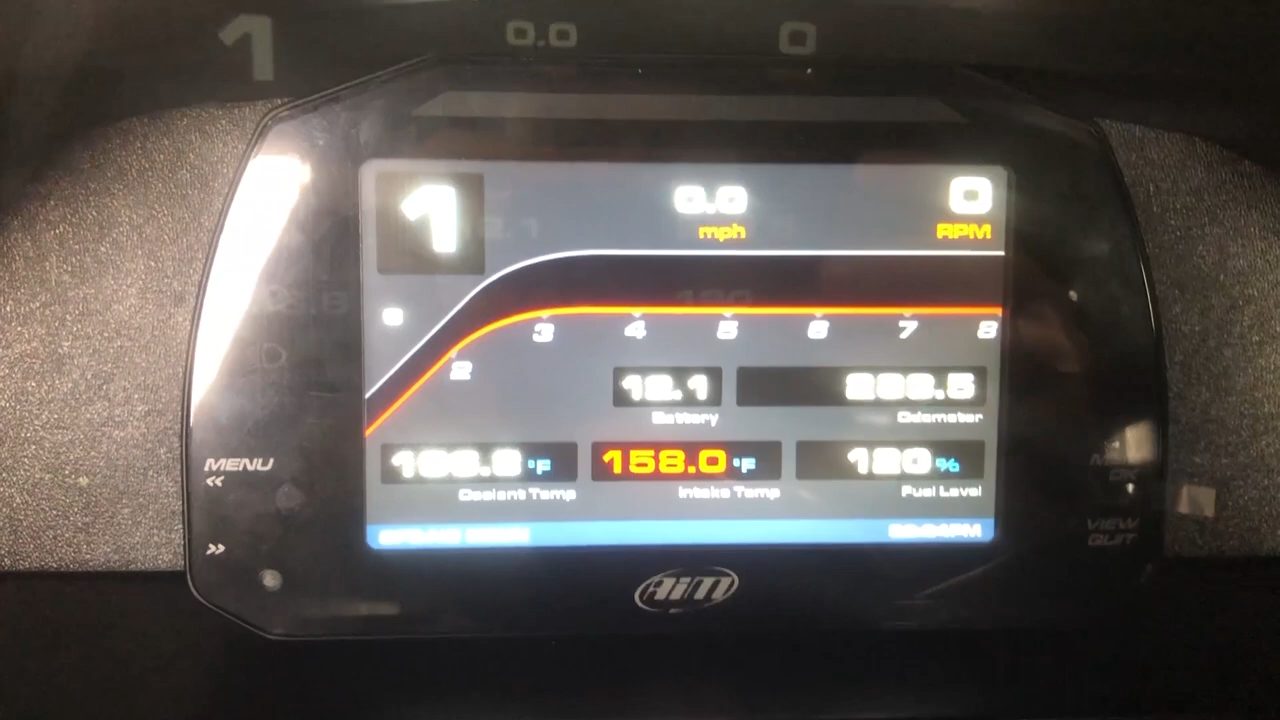 1 0.0 0
1 0.0 0
mph RPM
3 4 5 6 7 8
2
12.1
Battery Odometer
158.0 °F 120 %
°F
Coolant Temp Intake Temp Fuel Level
MENU
<<
>>
VIEW
QUIT
AiM